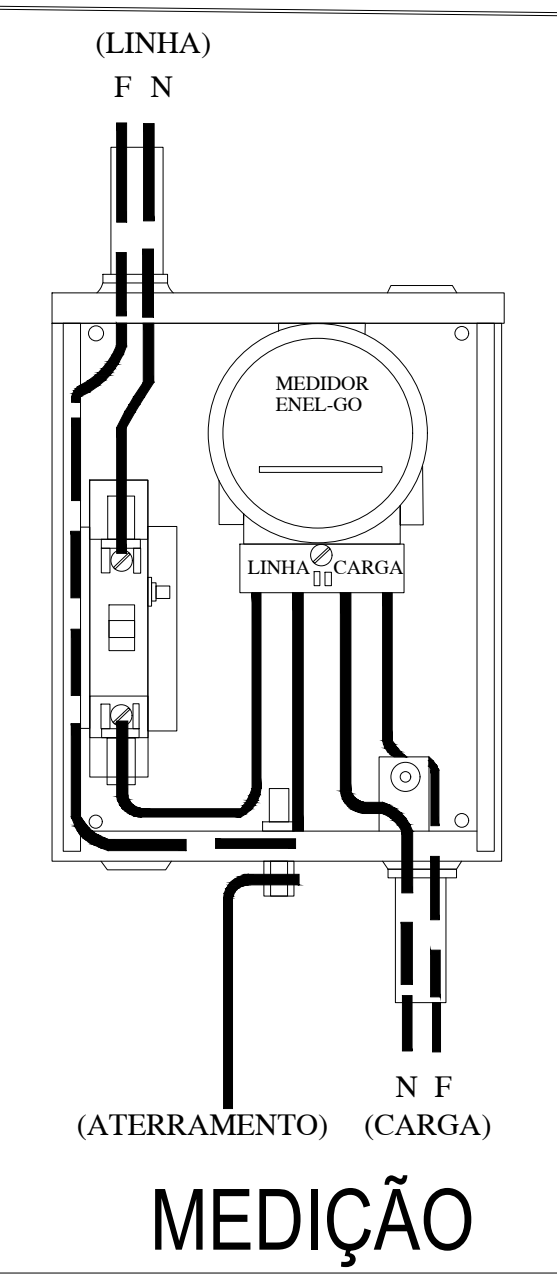 (LINHA)
F N
MEDIDOR
ENEL-GO
LINHA CARGA
N F
(ATERRAMENTO) (CARGA)
MEDIÇÃO